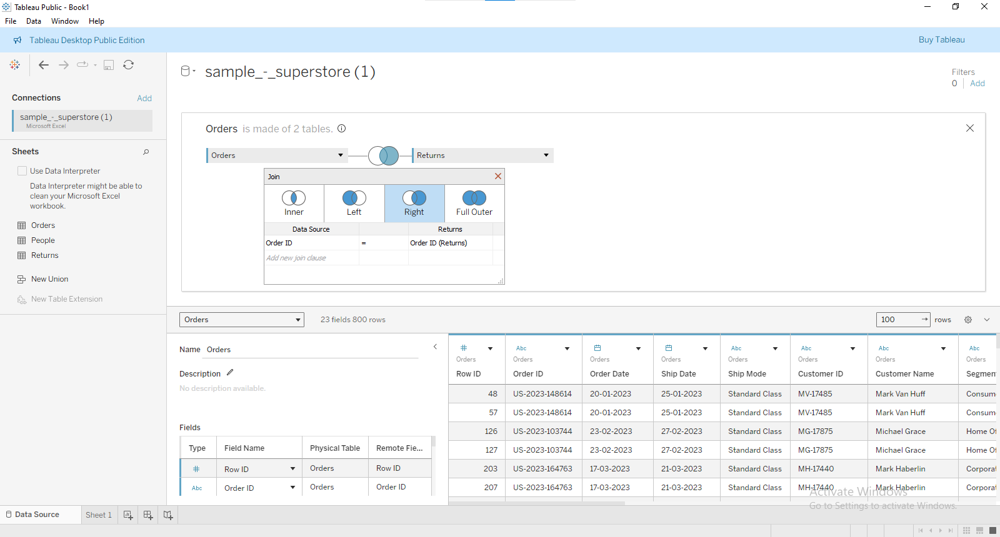 Tableau Public - Book1
File Data Window Help
Tableau Desktop Public Edition
Buy Tableau
Connections Add
sample_-_superstore (1)
Microsoft Excel
Sheets
Use Data Interpreter
Data Interpreter might be able to
clean your Microsoft Excel
workbook.
Orders
People
Returns
New Union
New Table Extension
sample_-_superstore (1)
Filters
0 Add
Orders is made of 2 tables.
Orders Returns
Join
Inner Left Right Full Outer
Data Source Returns
Order ID = Order ID (Returns)
Add new join clause
Orders 23 fields 800 rows 100 rows
Name Orders
Description
No description available.
Fields
Type Field Name Physical Table Remote Fie...
# Row ID Orders Row ID
Abc Order ID Orders Order ID
# Abc Abc Abc Abc Abc
Orders Orders Orders Orders Orders Orders Orders Orders
Row ID Order ID Order Date Ship Date Ship Mode Customer ID Customer Name Segmen
48 US-2023-148614 20-01-2023 25-01-2023 Standard Class MV-17485 Mark Van Huff Consum
57 US-2023-148614 20-01-2023 25-01-2023 Standard Class MV-17485 Mark Van Huff Consum
126 US-2023-103744 23-02-2023 27-02-2023 Standard Class MG-17875 Michael Grace Home Of
127 US-2023-103744 23-02-2023 27-02-2023 Standard Class MG-17875 Michael Grace Home Of
203 US-2023-164763 17-03-2023 21-03-2023 Standard Class MH-17440 Mark Haberlin Corporat
207 US-2023-164763 17-03-2023 21-03-2023 Standard Class MH-17440 Mark Haberlin Corporat
Activate Windows
Go to Settings to activate Windows.
Data Source Sheet 1